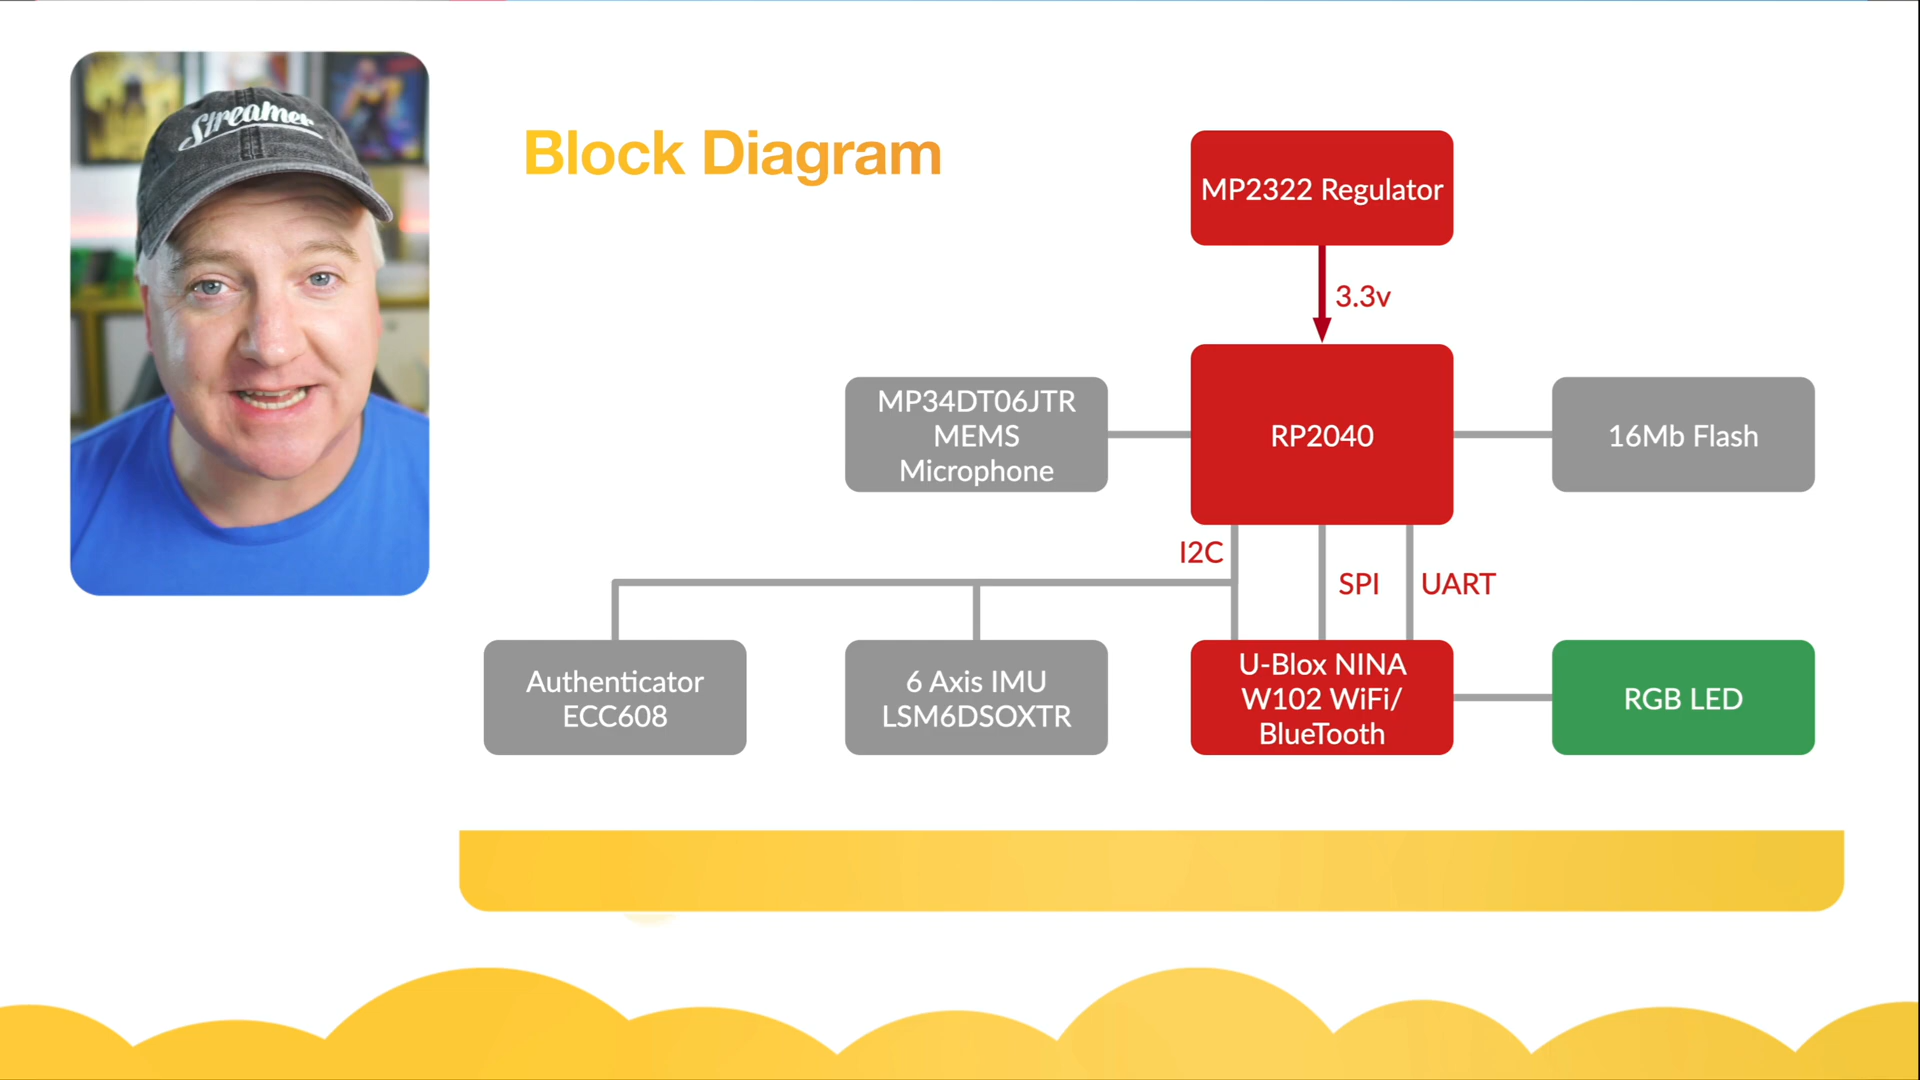 Streamer
Block Diagram
MP2322 Regulator
3.3v
MP34DT06JTR
MEMS
Microphone
RP2040
16Mb Flash
I2C
SPI
UART
Authenticator
ECC608
6 Axis IMU
LSM6DSOXTR
U-Blox NINA
W102 WiFi/
BlueTooth
RGB LED